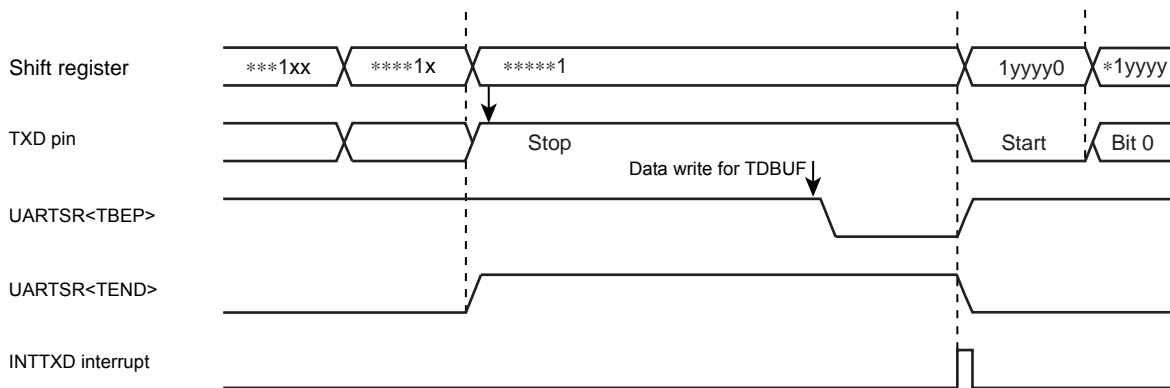 Shift register ***1xx ****1x *****1 1yyyy0 *1yyyy
TXD pin Stop Start Bit 0
Data write for TDBUF
UARTSR<TBEP>
UARTSR<TEND>
INTTXD interrupt